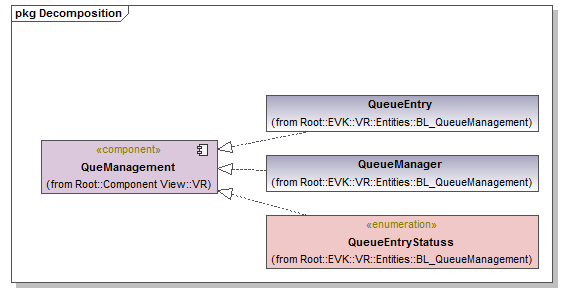 pkg Decomposition
QueueEntry
(from Root::EVK::VR::Entities::BL_QueueManagement)
«component»
QueManagement
(from Root::Component View::VR)
QueueManager
(from Root::EVK::VR::Entities::BL_QueueManagement)
«enumeration»
QueueEntryStatuss
(from Root::EVK::VR::Entities::BL_QueueManagement)